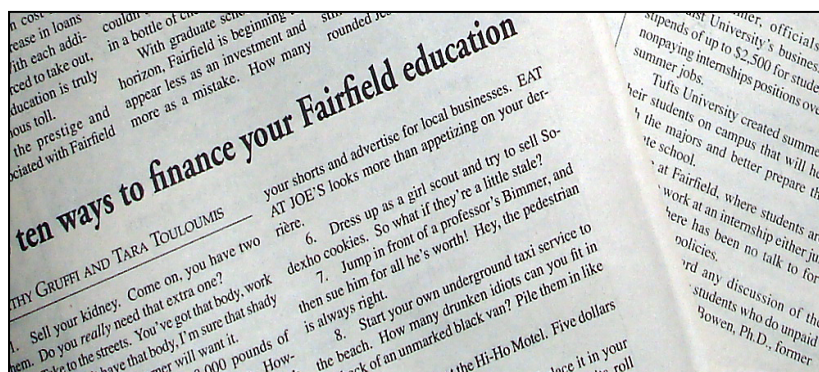 n cost
ease in loans
ith each addi-
ced to take out,
ducation is truly
ous toll.
the prestige and
ociated with Fairfield
in a bottle of
With graduate
horizon, Fairfield is beginning
appear less as an investment and
more as a mistake. How many
rounded
ten ways to finance your Fairfield education
THY GRUFFI AND TARA TOULOUMIS
1. Sell your kidney. Come on, you have two
hem. Do you really need that extra one?
Take to the streets. You've got that body, work
have that body, I'm sure that shady
mer will want it.
,000 pounds of
How-
your shorts and advertise for local businesses. EAT
AT JOE'S looks more than appetizing on your der-
rière.
6. Dress up as a girl scout and try to sell So-
dexho cookies. So what if they're a little stale?
7. Jump in front of a professor's Bimmer, and
then sue him for all he's worth! Hey, the pedestrian
is always right.
8. Start your own underground taxi service to
the beach. How many drunken idiots can you fit in
ck of an unmarked black van? Pile them in like
the Hi-Ho Motel. Five dollars
lace it in your
roll
mer, officials
ist University's business
stipends of up to $2,500 for stude
nonpaying internships positions ove
summer jobs.
Tufts University created summe
heir students on campus that will he
h the majors and better prepare th
te school.
at Fairfield, where students are
work at an internship either ju
here has been no talk to for
policies.
rd any discussion of the
students who do unpaid
Bowen, Ph.D., former